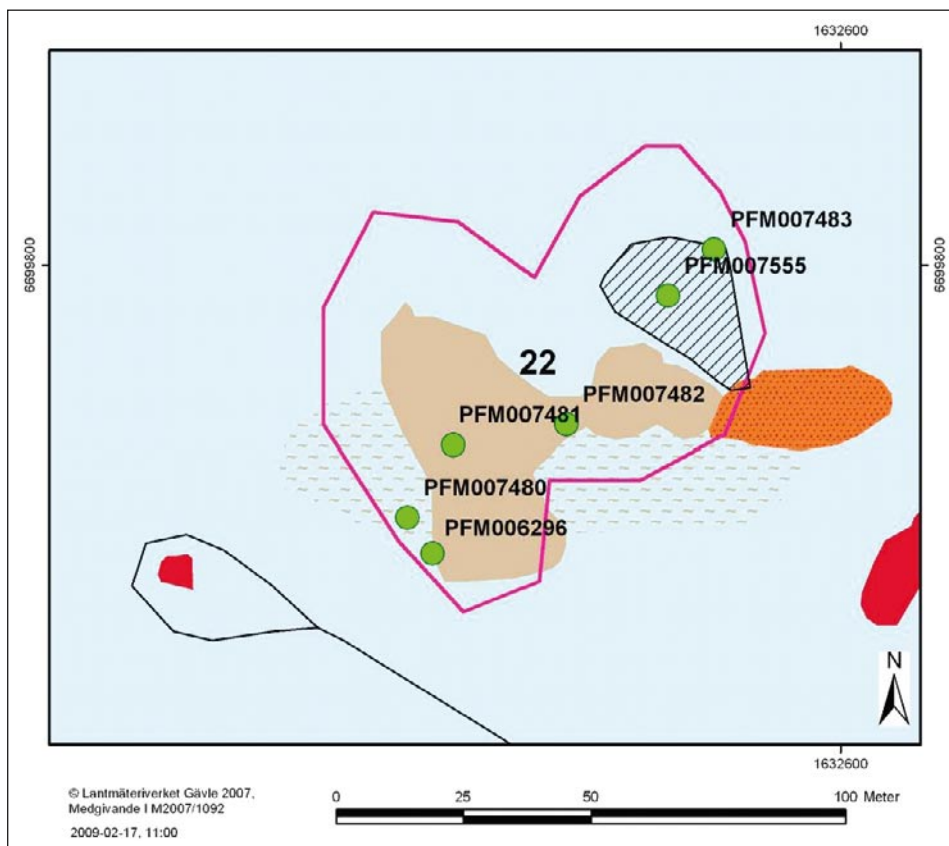 1632600
PFM007483
6699800
6699800
PFM007555
22
PFM007482
PFM007481
PFM007480
PFM006296
N
1632600
© Lantmäteriverket Gävle 2007,
Medgivande I M2007/1092
2009-02-17, 11:00
0 25 50 100 Meter